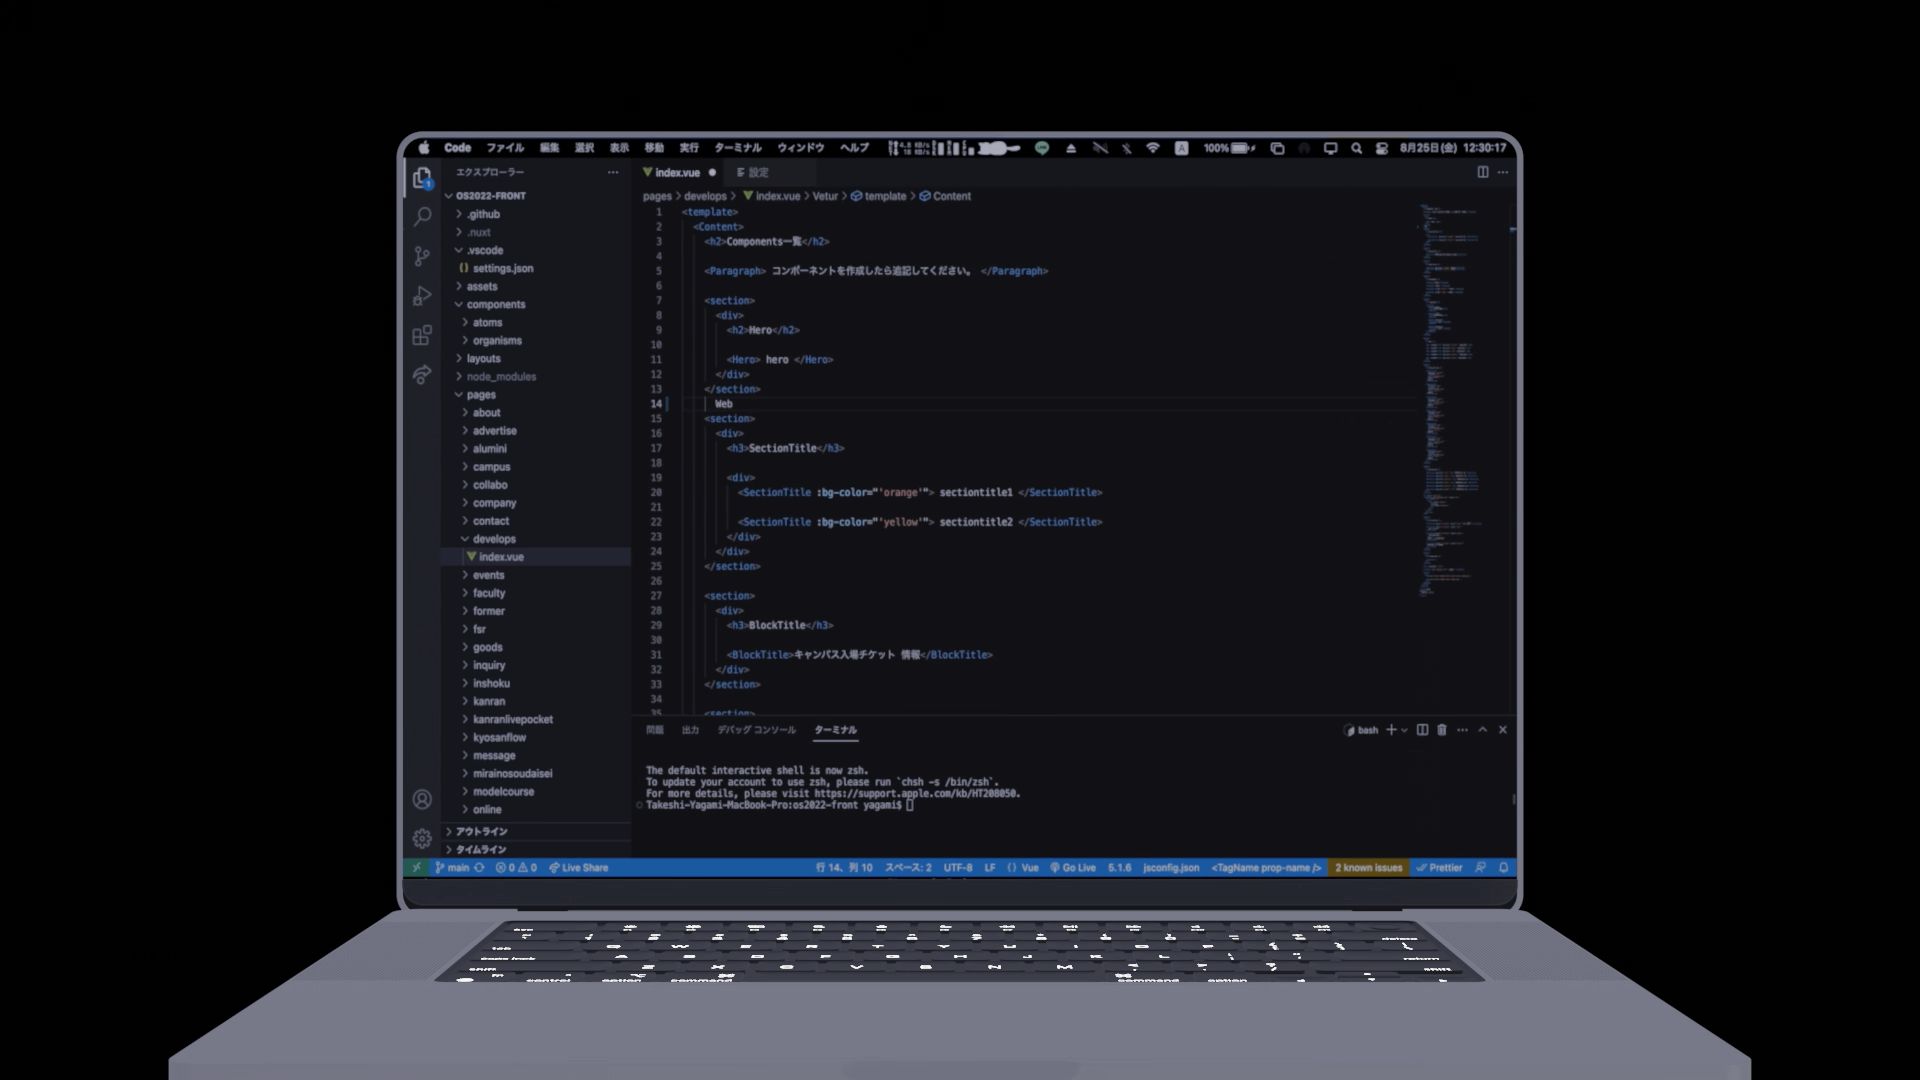 Code ファイル 編集 選択 表示 移動 実行 ターミナル ウィンドウ ヘルプ A 100% 8月25日(金) 12:30:17
エクスプローラー
index.vue 設定
OS2022-FRONT
.github
.nuxt
.vscode
settings.json
assets
components
atoms
organisms
layouts
node_modules
pages
about
advertise
alumini
campus
collabo
company
contact
develops
index.vue
events
faculty
former
fsr
goods
inquiry
inshoku
kanran
kanranlivepocket
kyosanflow
message
mirainosoudaisei
modelcourse
online
アウトライン
タイムライン
pages > develops > index.vue > Vetur > template > Content
1 <template>
2 <Content>
3 <h2>Components一覧</h2>
4
5 <Paragraph> コンポーネントを作成したら追記してください。 </Paragraph>
6
7 <section>
8 <div>
9 <h2>Hero</h2>
10
11 <Hero> hero </Hero>
12 </div>
13 </section>
14 Web
15 <section>
16 <div>
17 <h3>SectionTitle</h3>
18
19 <div>
20 <SectionTitle :bg-color="'orange'"> sectiontitle1 </SectionTitle>
21
22 <SectionTitle :bg-color="'yellow'"> sectiontitle2 </SectionTitle>
23 </div>
24 </div>
25 </section>
26
27 <section>
28 <div>
29 <h3>BlockTitle</h3>
30
31 <BlockTitle>キャンパス入場チケット 情報</BlockTitle>
32 </div>
33 </section>
34
35 <section>
問題 出力 デバッグ コンソール ターミナル bash
The default interactive shell is now zsh.
To update your account to use zsh, please run `chsh -s /bin/zsh`.
For more details, please visit https://support.apple.com/kb/HT208050.
Takeshi-Yagami-MacBook-Pro:os2022-front yagami$
main 0 0 Live Share 行 14、列 10 スペース: 2 UTF-8 LF {} Vue Go Live 5.1.6 jsconfig.json <TagName prop-name /> 2 known issues Prettier